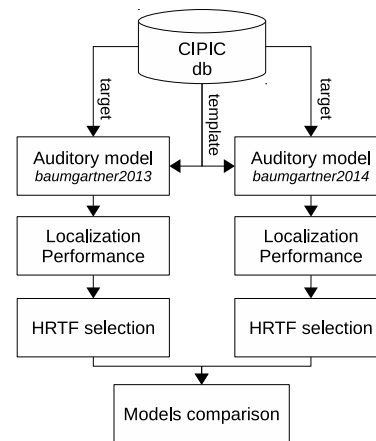 CIPIC
db
target
template
target
Auditory model
baumgartner2013
Auditory model
baumgartner2014
Localization
Performance
Localization
Performance
HRTF selection
HRTF selection
Models comparison